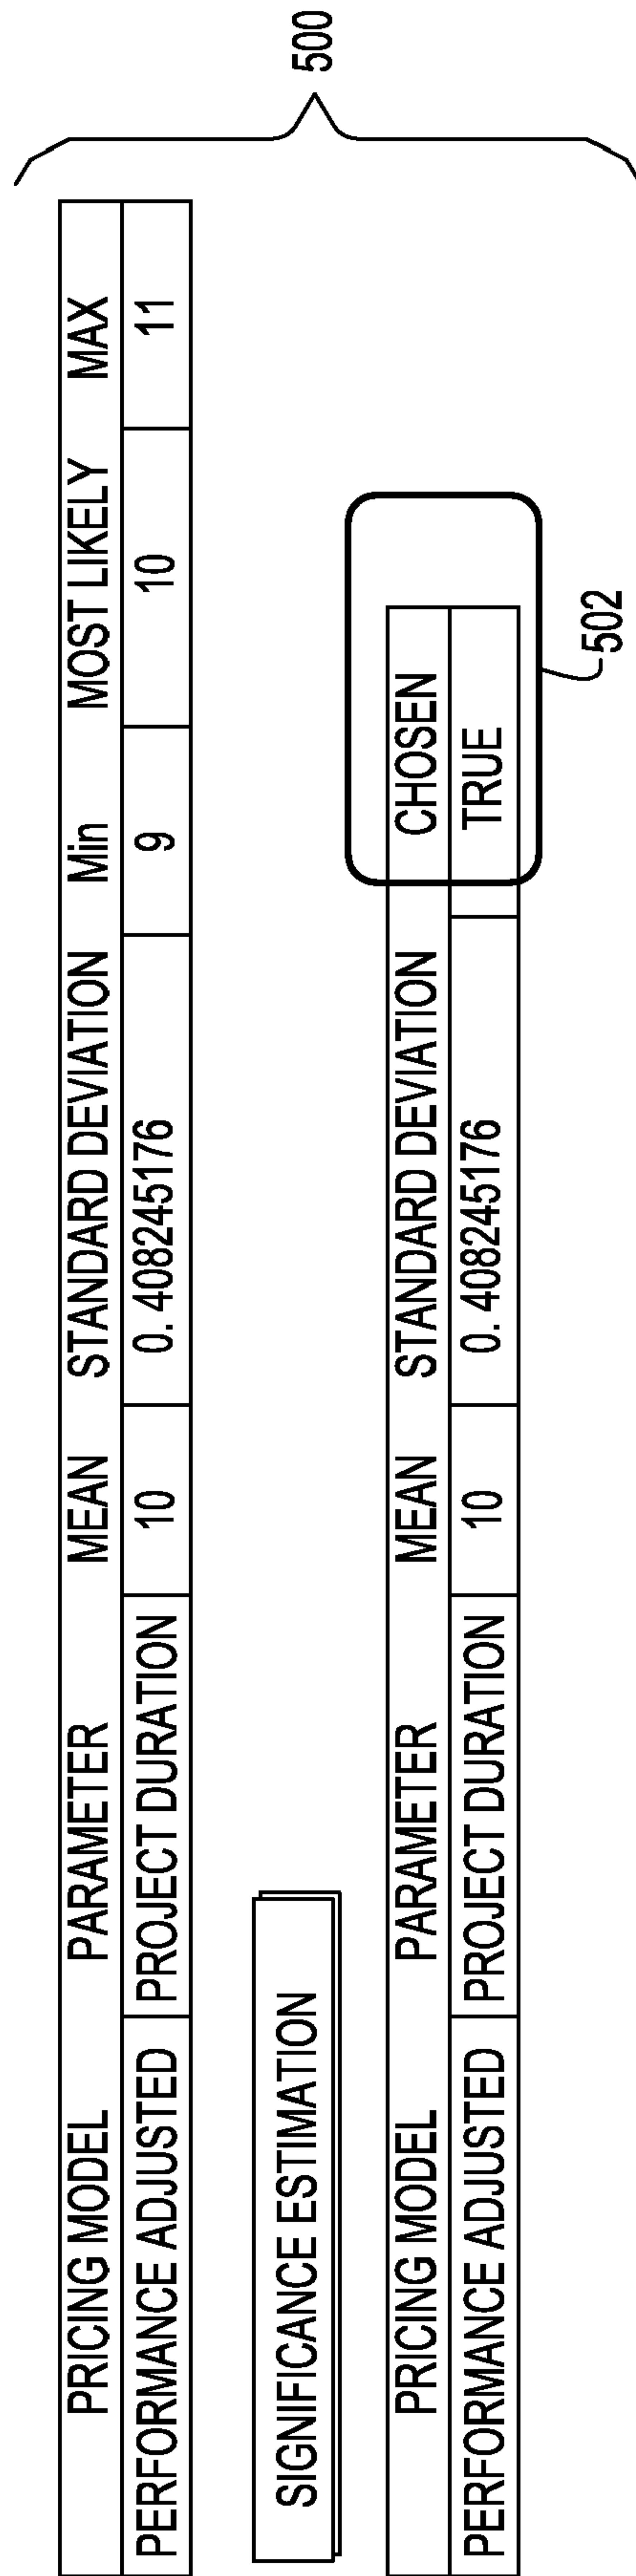 PRICING MODEL PARAMETER MEAN STANDARD DEVIATION Min MOST LIKELY MAX
PERFORMANCE ADJUSTED PROJECT DURATION 10 0. 408245176 9 10 11
500
SIGNIFICANCE ESTIMATION
PRICING MODEL PARAMETER MEAN STANDARD DEVIATION CHOSEN
PERFORMANCE ADJUSTED PROJECT DURATION 10 0. 408245176 TRUE
502